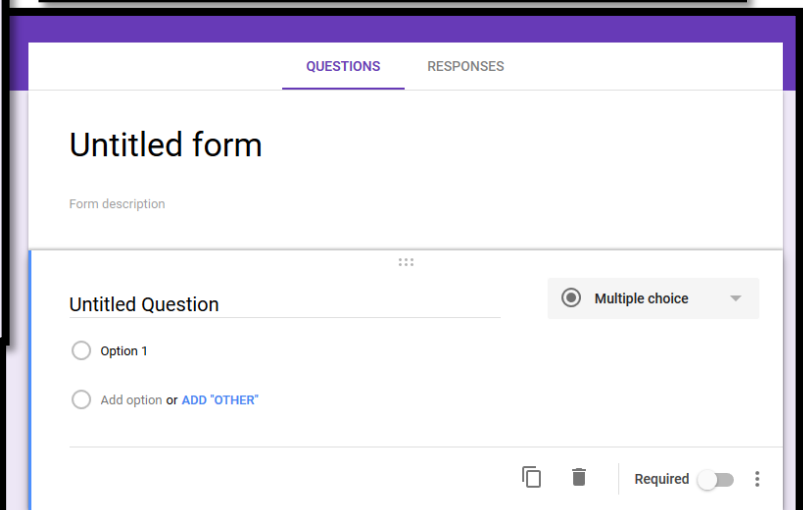 QUESTIONS RESPONSES
Untitled form
Form description
Untitled Question
Multiple choice
Option 1
Add option or ADD "OTHER"
Required